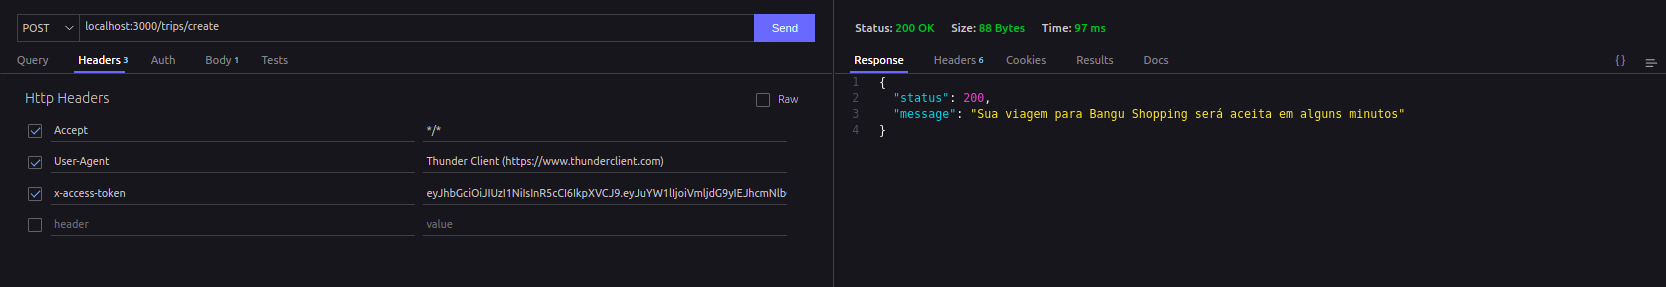 POST localhost:3000/trips/create Send
Query Headers 3 Auth Body 1 Tests
Http Headers Raw
Accept */*
User-Agent Thunder Client (https://www.thunderclient.com)
x-access-token
header value
Status: 200 OK Size: 88 Bytes Time: 97 ms
Response Headers 6 Cookies Results Docs {}
1 {
2 "status": 200,
3 "message": "Sua viagem para Bangu Shopping será aceita em alguns minutos"
4 }